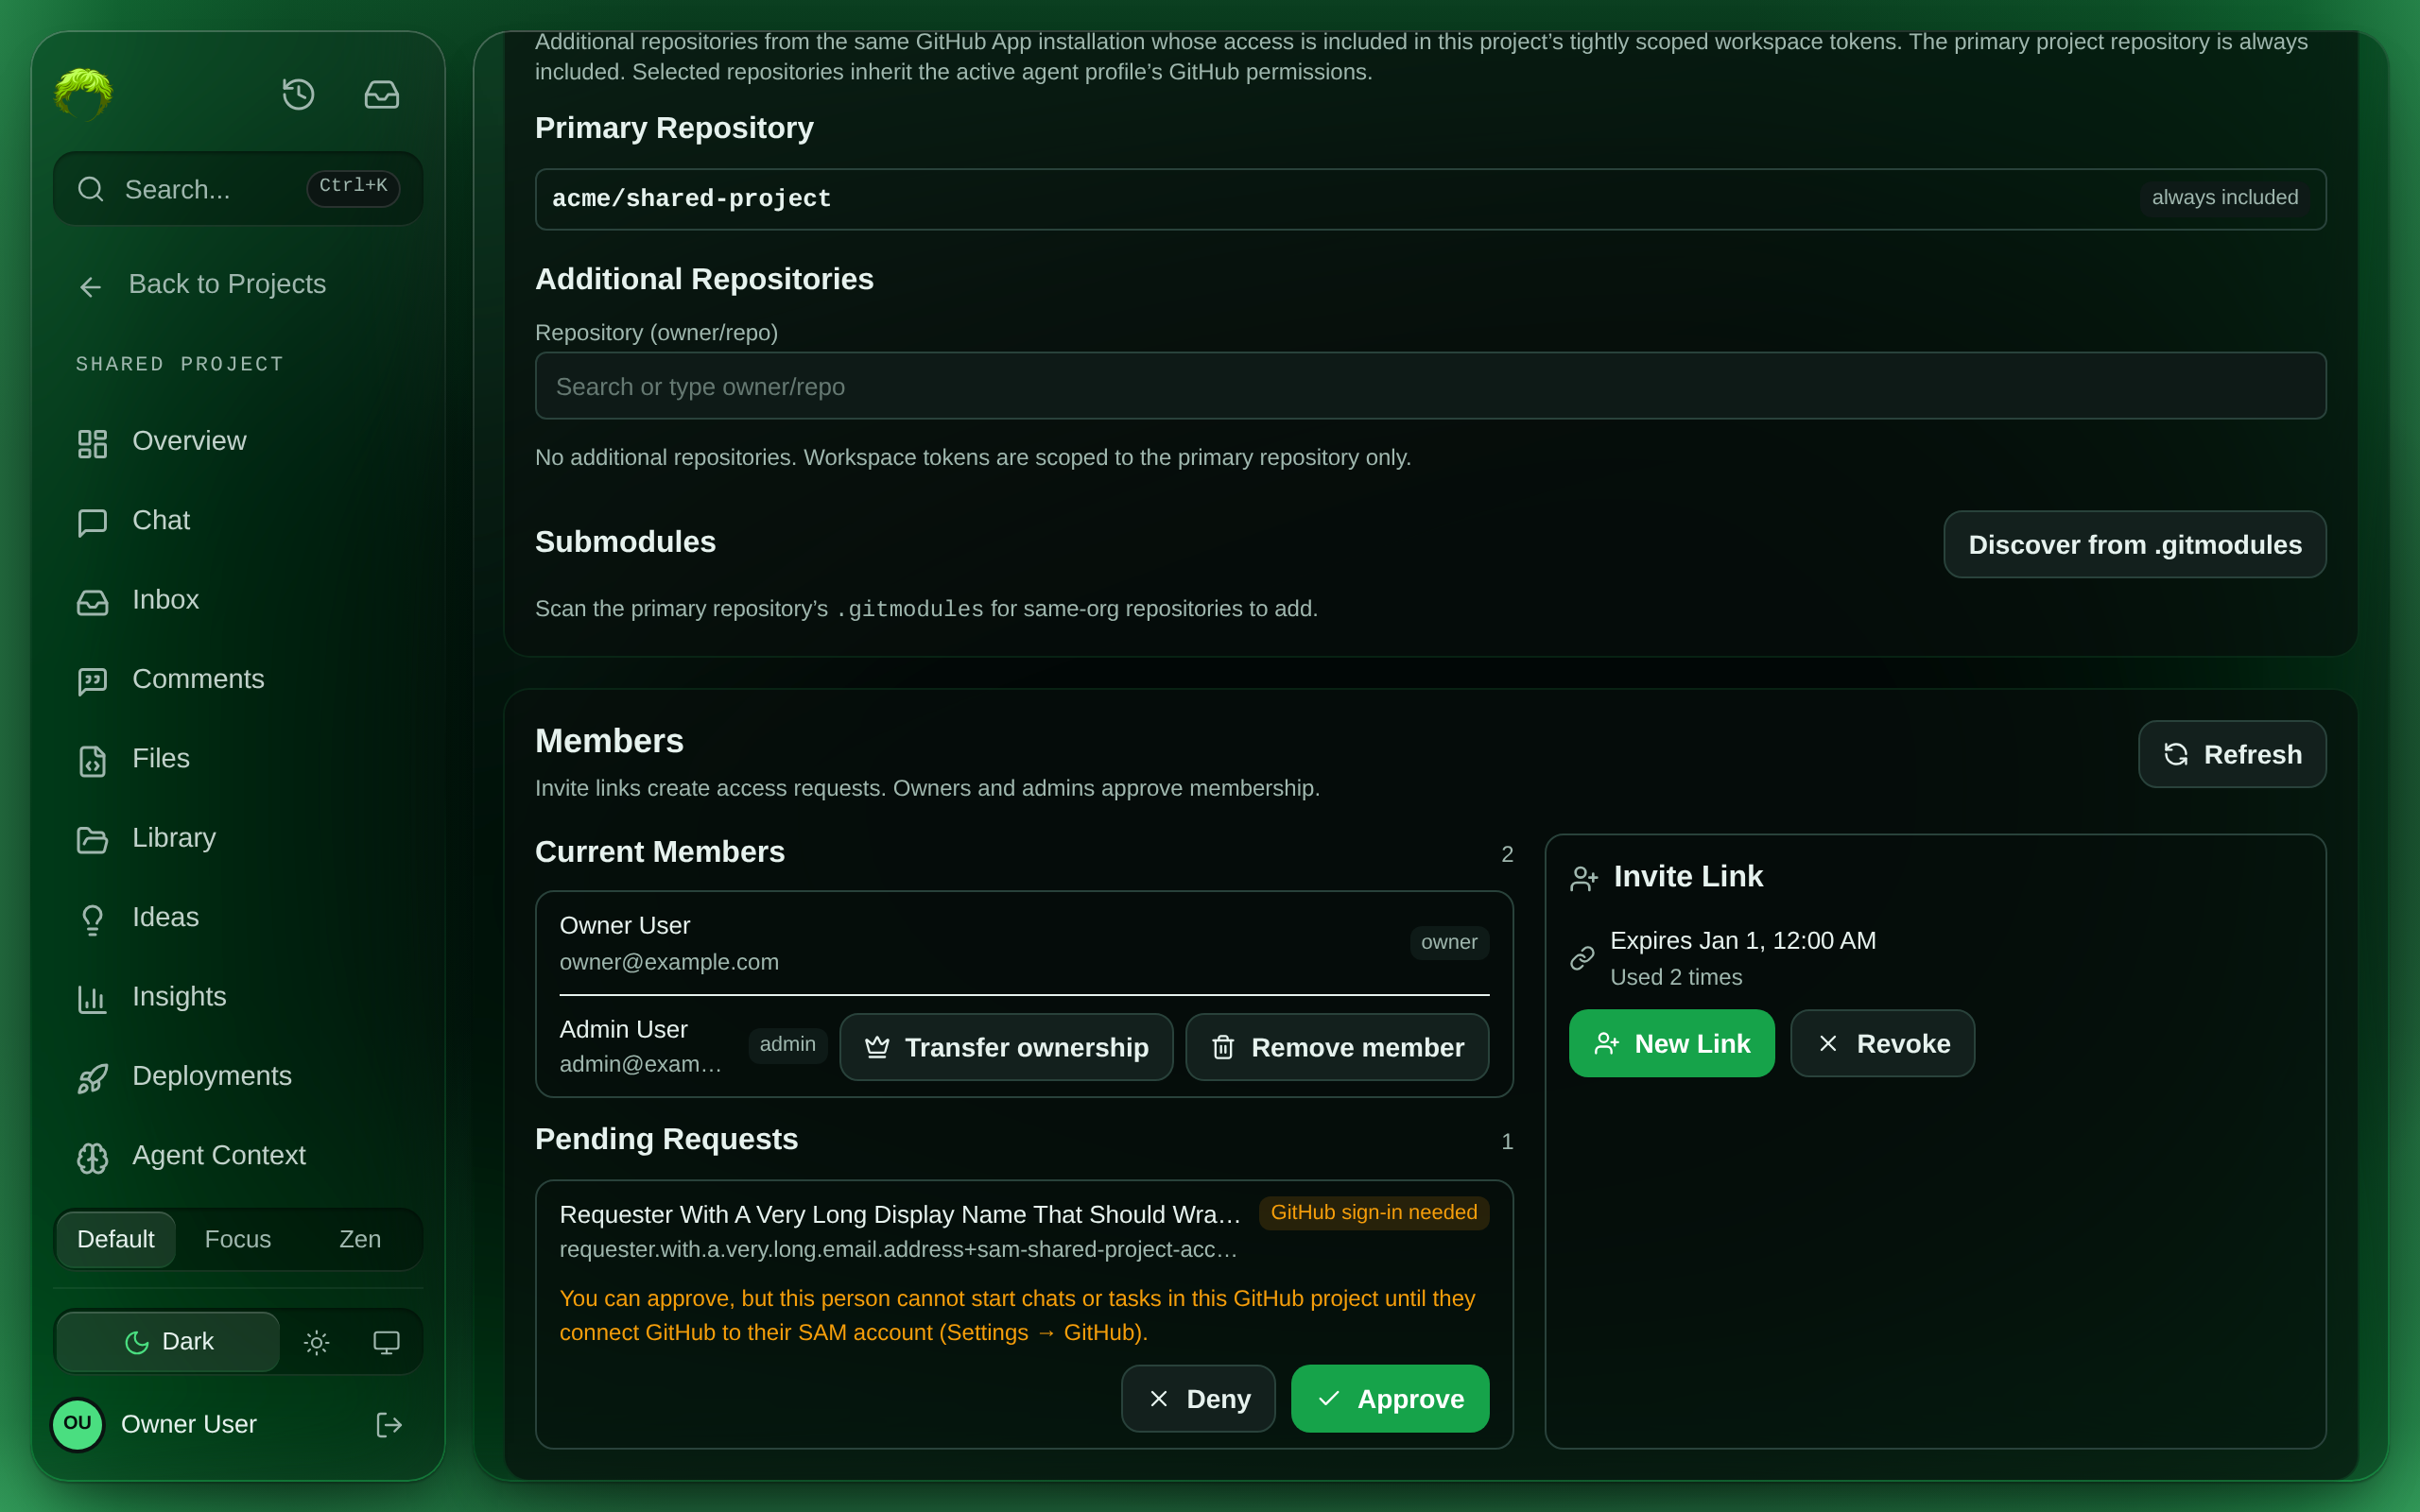 Search...
Ctrl+K
Back to Projects
SHARED PROJECT
Overview
Chat
Inbox
Comments
Files
Library
Ideas
Insights
Deployments
Agent Context
Default
Focus
Zen
Dark
OU
Owner User
Additional repositories from the same GitHub App installation whose access is included in this project’s tightly scoped workspace tokens. The primary project repository is always
included. Selected repositories inherit the active agent profile’s GitHub permissions.
Primary Repository
acme/shared-project
always included
Additional Repositories
Repository (owner/repo)
Search or type owner/repo
No additional repositories. Workspace tokens are scoped to the primary repository only.
Submodules
Discover from .gitmodules
Scan the primary repository’s .gitmodules for same-org repositories to add.
Members
Refresh
Invite links create access requests. Owners and admins approve membership.
Current Members
2
Owner User
owner@example.com
owner
Admin User
admin@exam…
admin
Transfer ownership
Remove member
Pending Requests
1
Requester With A Very Long Display Name That Should Wra…
GitHub sign-in needed
requester.with.a.very.long.email.address+sam-shared-project-acc…
You can approve, but this person cannot start chats or tasks in this GitHub project until they
connect GitHub to their SAM account (Settings → GitHub).
Deny
Approve
Invite Link
Expires Jan 1, 12:00 AM
Used 2 times
New Link
Revoke